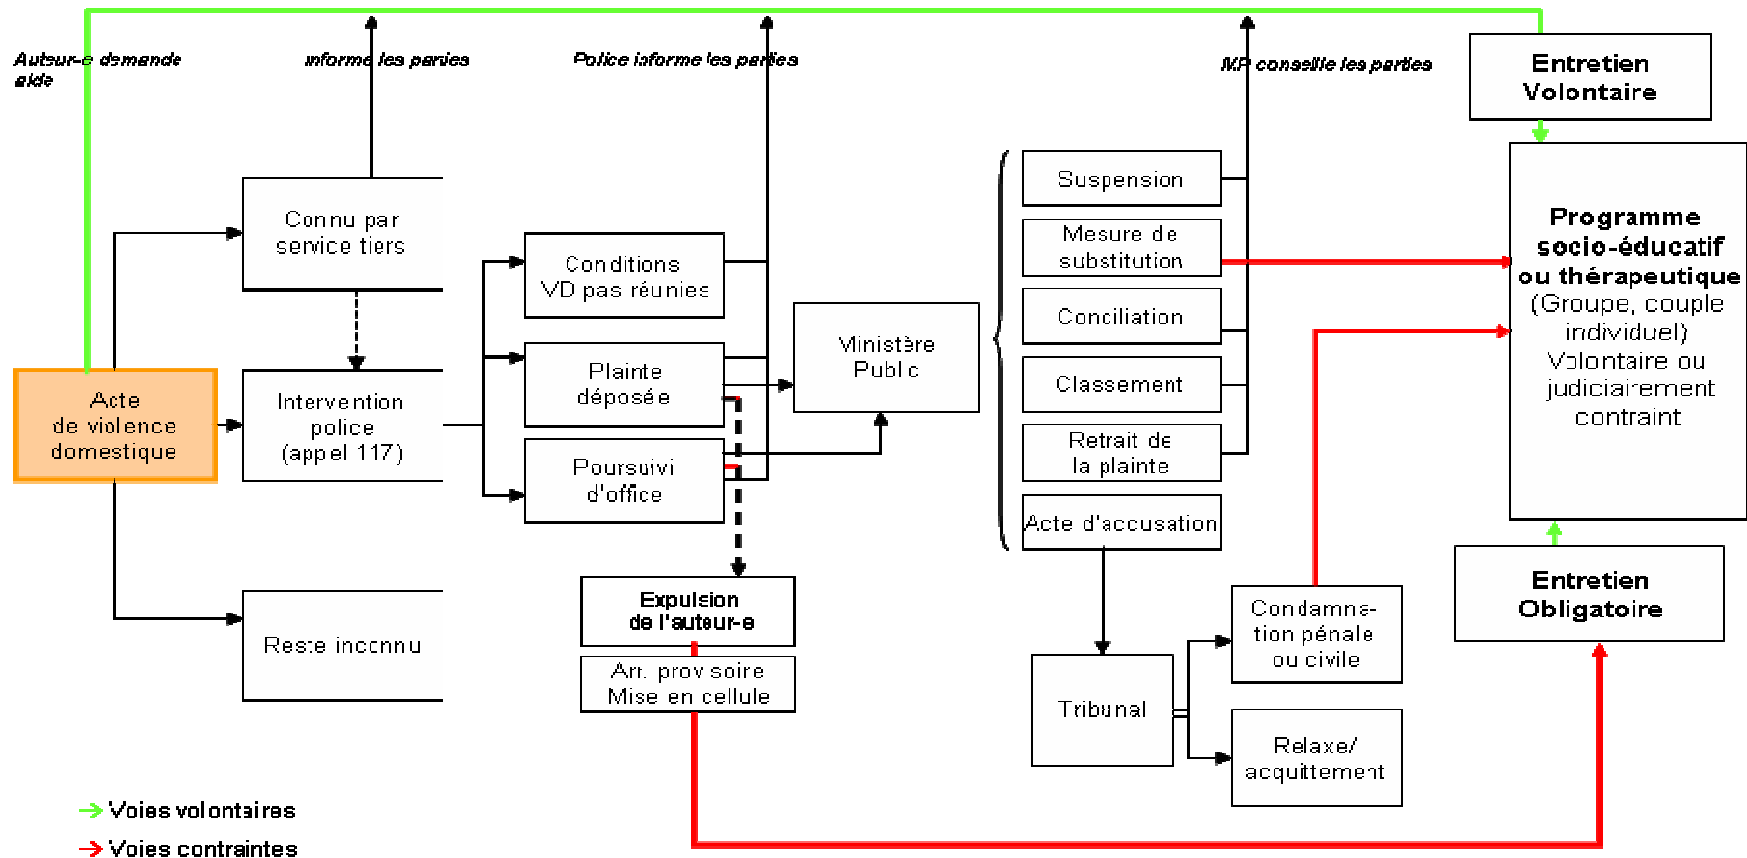 Auteur-e demande
aide
informe les parties
Police informe les parties
MP conseille les parties
Entretien
Volontaire
Connu par
service tiers
Conditions
VD pas réunies
Suspension
Mesure de
substitution
Conciliation
Classement
Retrait de
la plainte
Acte d'accusation
Programme
socio-éducatif
ou thérapeutique
(Groupe, couple
individuel)
Volontaire ou
judiciairement
contraint
Ministère
Public
Plainte
déposée
Acte
de violence
domestique
Intervention
police
(appel 117)
Poursuivi
d'office
Expulsion
de l'auteur-e
Arr. provisoire
Mise en cellule
Reste inconnu
Entretien
Obligatoire
Condamna-
tion pénale
ou civile
Tribunal
Relaxe/
acquittement
Voies volontaires
Voies contraintes